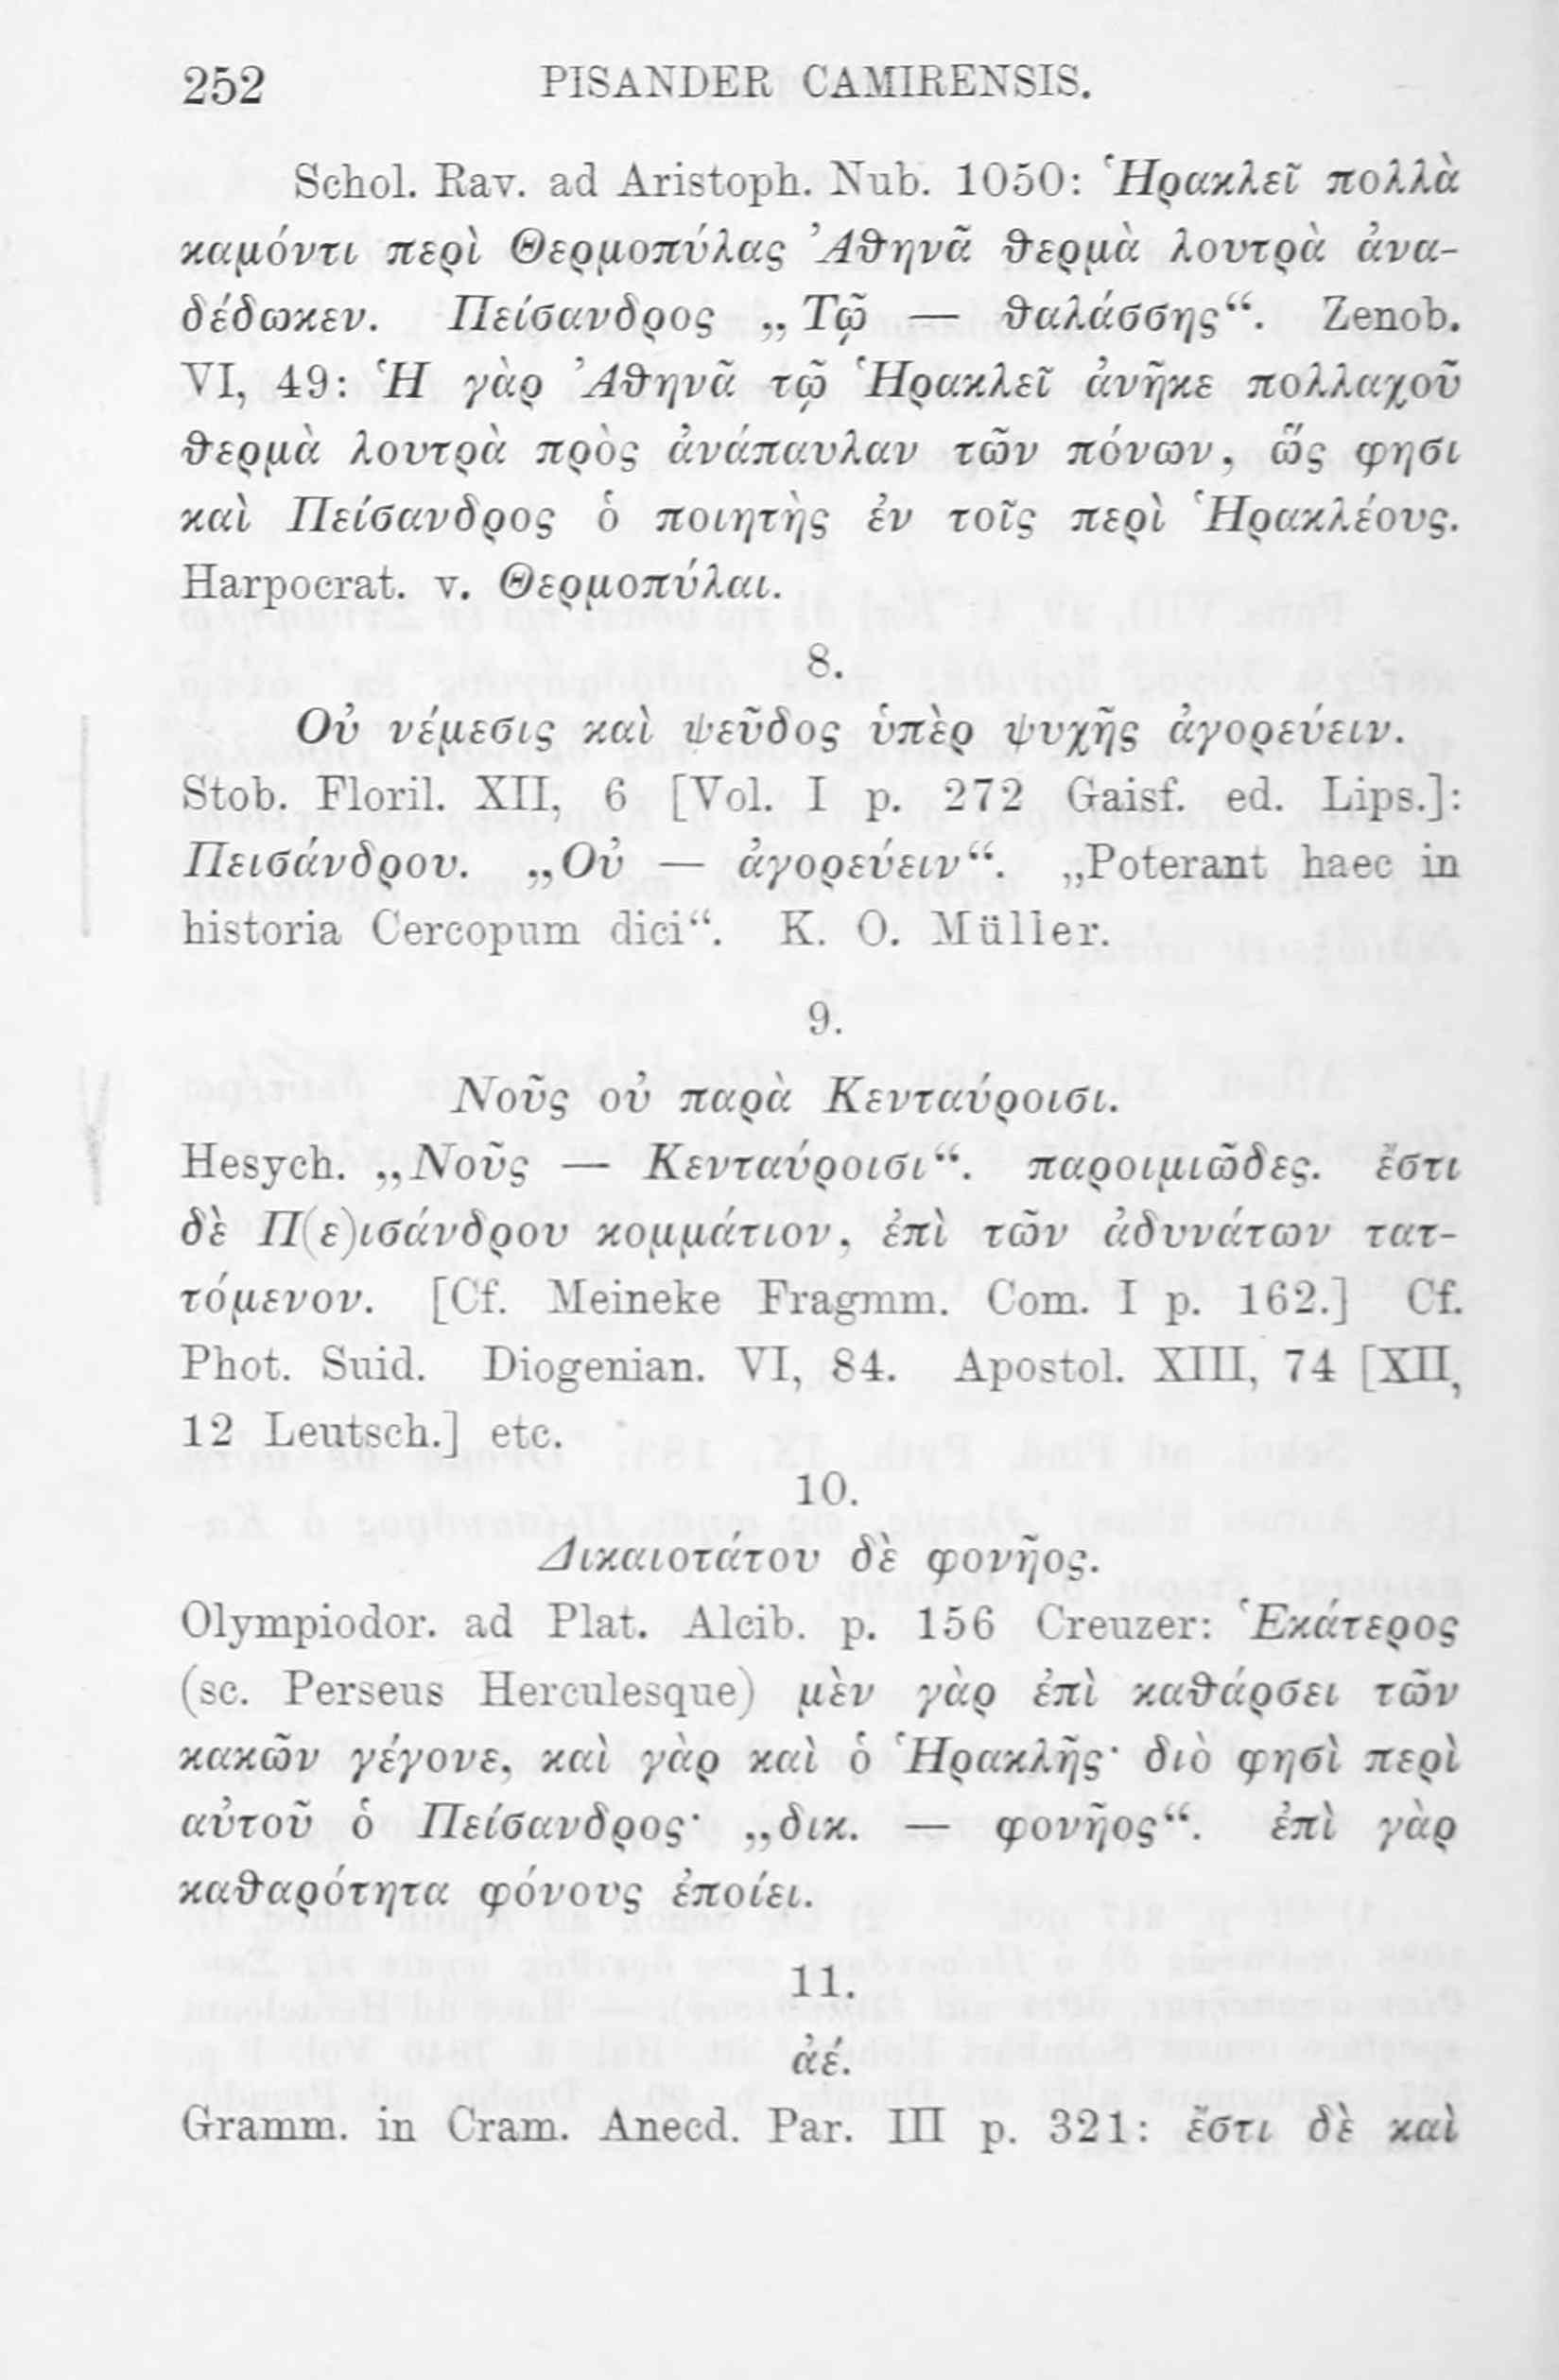 252 PISANDER CAMIRENSIS.
Schol. Rav. ad Aristoph. Nub. 1050: Ἡρακλεῖ πολλὰ
καμόντι περὶ Θερμοπύλας Ἀθηνᾶ θερμὰ λουτρὰ ἀνα-
δέδωκεν. Πείσανδρος „Τῷ — θαλάσσης“. Zenob.
VI, 49: Ἡ γὰρ Ἀθηνᾶ τῷ Ἡρακλεῖ ἀνῆκε πολλαχοῦ
θερμὰ λουτρὰ πρὸς ἀνάπαυλαν τῶν πόνων, ὥς φησι
καὶ Πείσανδρος ὁ ποιητὴς ἐν τοῖς περὶ Ἡρακλέους.
Harpocrat. v. Θερμοπύλαι.
8.
Οὐ νέμεσις καὶ ψεῦδος ὑπὲρ ψυχῆς ἀγορεύειν.
Stob. Floril. XII, 6 [Vol. I p. 272 Gaisf. ed. Lips.]:
Πεισάνδρου. „Οὐ — ἀγορεύειν“. „Poterant haec in
historia Cercopum dici“. K. O. Müller.
9.
Νοῦς οὐ παρὰ Κενταύροισι.
Hesych. „Νοῦς — Κενταύροισι“. παροιμιῶδες. ἔστι
δὲ Π(ε)ισάνδρου κομμάτιον, ἐπὶ τῶν ἀδυνάτων τατ-
τόμενον. [Cf. Meineke Fragmm. Com. I p. 162.] Cf.
Phot. Suid. Diogenian. VI, 84. Apostol. XIII, 74 [XII,
12 Leutsch.] etc.
10.
Δικαιοτάτου δὲ φονῆος.
Olympiodor. ad Plat. Alcib. p. 156 Creuzer: Ἑκάτερος
(sc. Perseus Herculesque) μὲν γὰρ ἐπὶ καθάρσει τῶν
κακῶν γέγονε, καὶ γὰρ καὶ ὁ Ἡρακλῆς· διὸ φησὶ περὶ
αὐτοῦ ὁ Πείσανδρος· „δικ. — φονῆος“. ἐπὶ γὰρ
καθαρότητα φόνους ἐποίει.
11.
ἀέ.
Gramm. in Cram. Anecd. Par. III p. 321: ἔστι δὲ καὶ